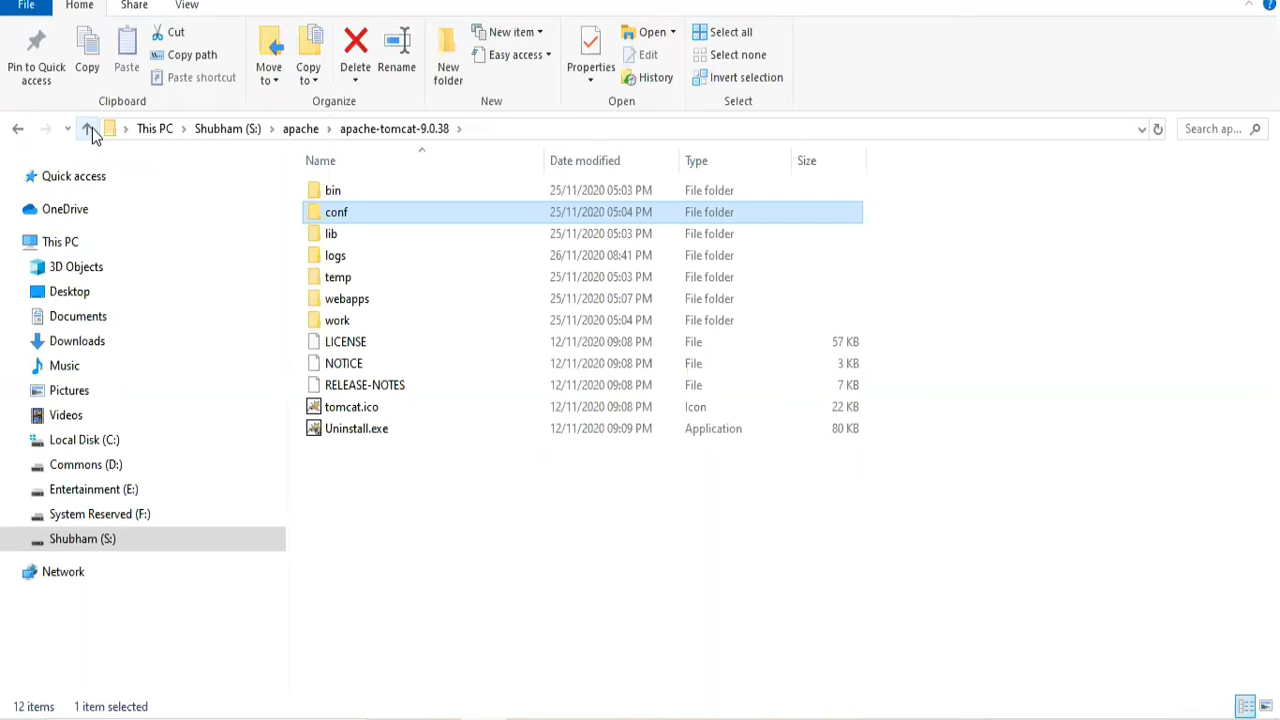 File Home Share View
Pin to Quick access
Copy
Paste
Cut
Copy path
Paste shortcut
Clipboard
Move to
Copy to
Delete
Rename
Organize
New folder
New item
Easy access
New
Properties
Open
Edit
History
Open
Select all
Select none
Invert selection
Select
This PC Shubham (S:) apache apache-tomcat-9.0.38
Search ap...
Quick access
OneDrive
This PC
3D Objects
Desktop
Documents
Downloads
Music
Pictures
Videos
Local Disk (C:)
Commons (D:)
Entertainment (E:)
System Reserved (F:)
Shubham (S:)
Network
Name Date modified Type Size
bin 25/11/2020 05:03 PM File folder
conf 25/11/2020 05:04 PM File folder
lib 25/11/2020 05:03 PM File folder
logs 26/11/2020 08:41 PM File folder
temp 25/11/2020 05:03 PM File folder
webapps 25/11/2020 05:07 PM File folder
work 25/11/2020 05:04 PM File folder
LICENSE 12/11/2020 09:08 PM File 57 KB
NOTICE 12/11/2020 09:08 PM File 3 KB
RELEASE-NOTES 12/11/2020 09:08 PM File 7 KB
tomcat.ico 12/11/2020 09:08 PM Icon 22 KB
Uninstall.exe 12/11/2020 09:09 PM Application 80 KB
12 items 1 item selected